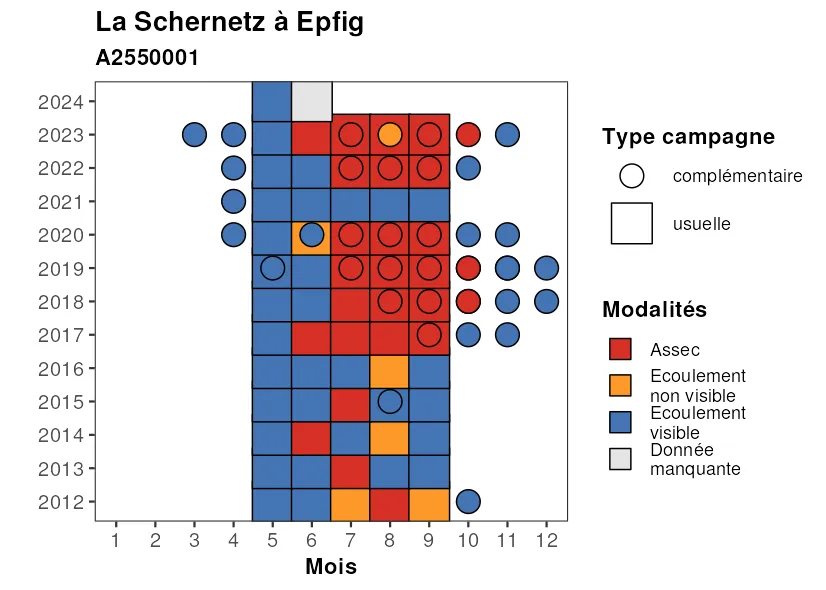 La Schernetz à Epfig
A2550001
2024
2023
2022
2021
2020
2019
2018
2017
2016
2015
2014
2013
2012
1 2 3 4 5 6 7 8 9 10 11 12
Mois
Type campagne
complémentaire
usuelle
Modalités
Assec
Ecoulement
non visible
Ecoulement
visible
Donnée
manquante